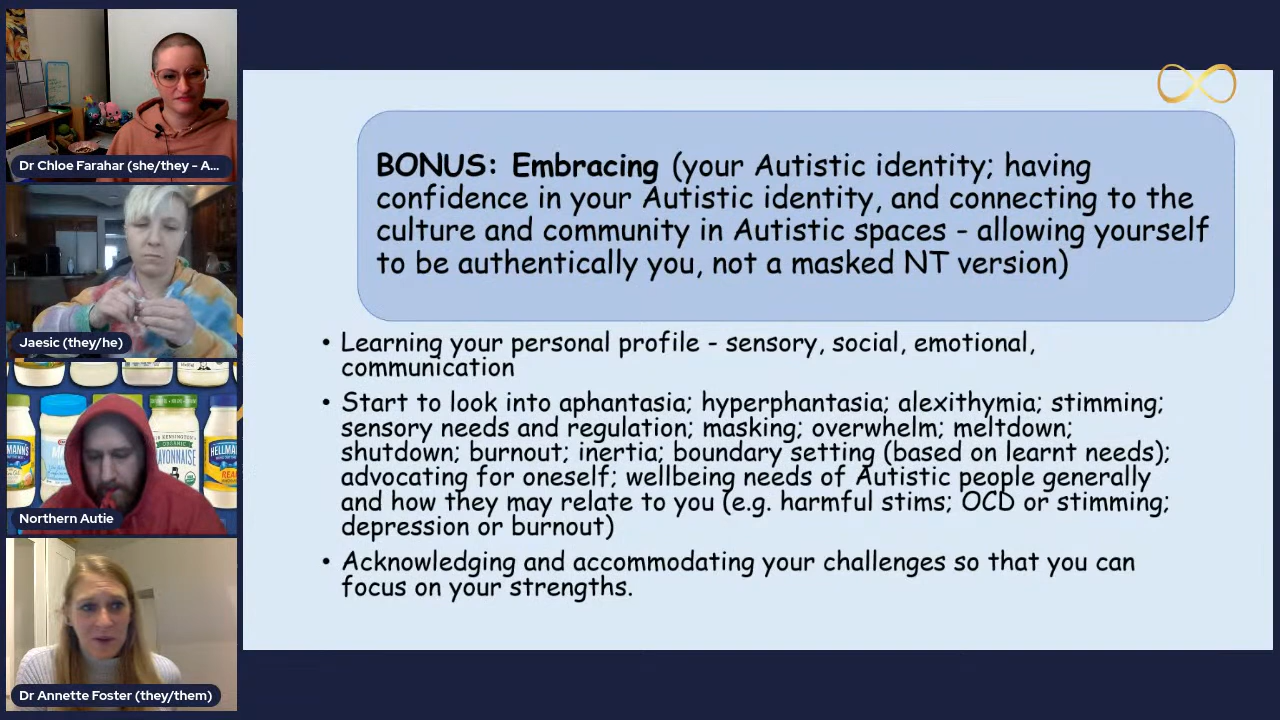 Dr Chloe Farahar (she/they - A...
Jaesic (they/he)
HELLMANN'S
REAL
SIR KENSINGTON'S
ORGANIC
MAYONNAISE
Northern Autie
Dr Annette Foster (they/them)
BONUS: Embracing (your Autistic identity; having
confidence in your Autistic identity, and connecting to the
culture and community in Autistic spaces - allowing yourself
to be authentically you, not a masked NT version)
• Learning your personal profile - sensory, social, emotional,
communication
• Start to look into aphantasia; hyperphantasia; alexithymia; stimming;
sensory needs and regulation; masking; overwhelm; meltdown;
shutdown; burnout; inertia; boundary setting (based on learnt needs);
advocating for oneself; wellbeing needs of Autistic people generally
and how they may relate to you (e.g. harmful stims; OCD or stimming;
depression or burnout)
• Acknowledging and accommodating your challenges so that you can
focus on your strengths.